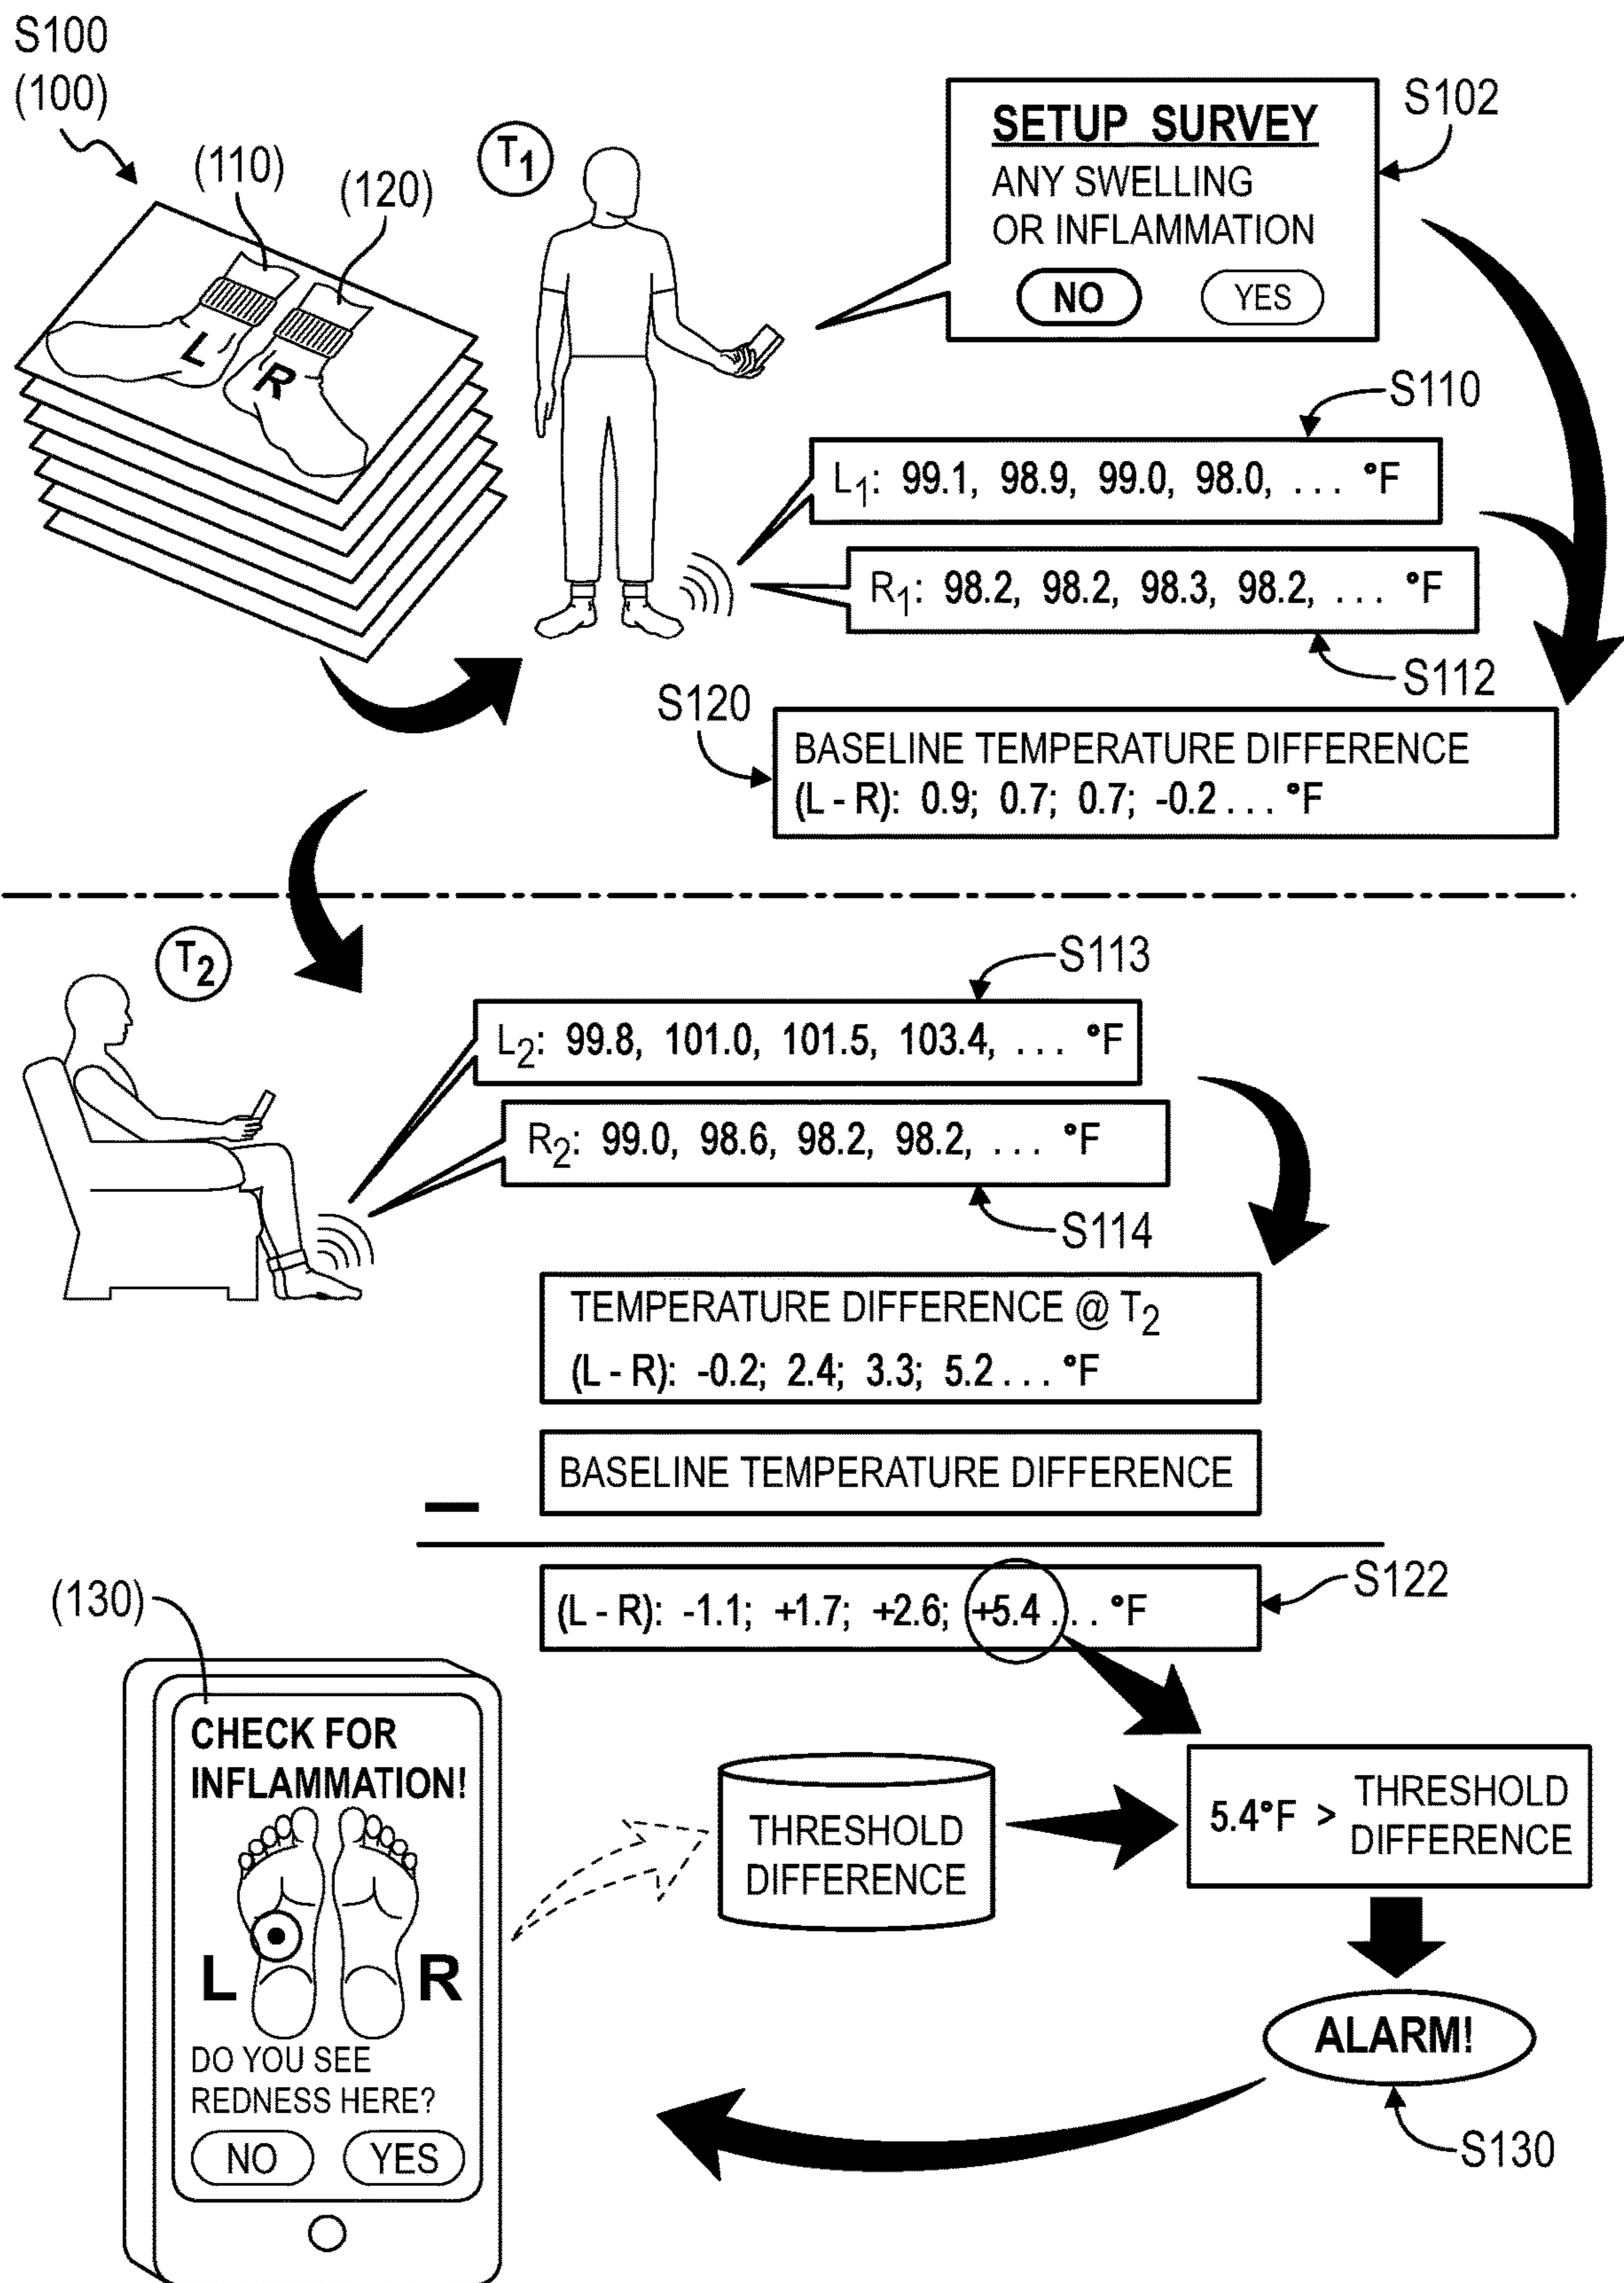 S100
(100)
(110)
(120)
L
R
T1
SETUP SURVEY
ANY SWELLING
OR INFLAMMATION
NO YES
S102
S110
L1: 99.1, 98.9, 99.0, 98.0, . . . °F
R1: 98.2, 98.2, 98.3, 98.2, . . . °F
S112
S120
BASELINE TEMPERATURE DIFFERENCE
(L - R): 0.9; 0.7; 0.7; -0.2 . . . °F
T2
S113
L2: 99.8, 101.0, 101.5, 103.4, . . . °F
R2: 99.0, 98.6, 98.2, 98.2, . . . °F
S114
TEMPERATURE DIFFERENCE @ T2
(L - R): -0.2; 2.4; 3.3; 5.2 . . . °F
BASELINE TEMPERATURE DIFFERENCE
—
(L - R): -1.1; +1.7; +2.6; +5.4 . . . °F
S122
(130)
CHECK FOR
INFLAMMATION!
L R
DO YOU SEE
REDNESS HERE?
NO YES
THRESHOLD
DIFFERENCE
5.4°F > THRESHOLD
DIFFERENCE
ALARM!
S130